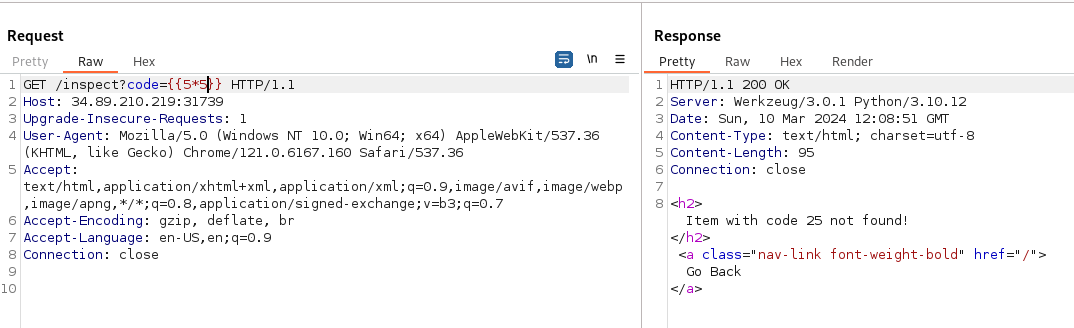 Request
Pretty Raw Hex
\n
1 GET /inspect?code={{5*5}} HTTP/1.1
2 Host: 34.89.210.219:31739
3 Upgrade-Insecure-Requests: 1
4 User-Agent: Mozilla/5.0 (Windows NT 10.0; Win64; x64) AppleWebKit/537.36
(KHTML, like Gecko) Chrome/121.0.6167.160 Safari/537.36
5 Accept:
text/html,application/xhtml+xml,application/xml;q=0.9,image/avif,image/webp
,image/apng,*/*;q=0.8,application/signed-exchange;v=b3;q=0.7
6 Accept-Encoding: gzip, deflate, br
7 Accept-Language: en-US,en;q=0.9
8 Connection: close
9
10
Response
Pretty Raw Hex Render
1 HTTP/1.1 200 OK
2 Server: Werkzeug/3.0.1 Python/3.10.12
3 Date: Sun, 10 Mar 2024 12:08:51 GMT
4 Content-Type: text/html; charset=utf-8
5 Content-Length: 95
6 Connection: close
7
8 <h2>
Item with code 25 not found!
</h2>
<a class="nav-link font-weight-bold" href="/">
Go Back
</a>